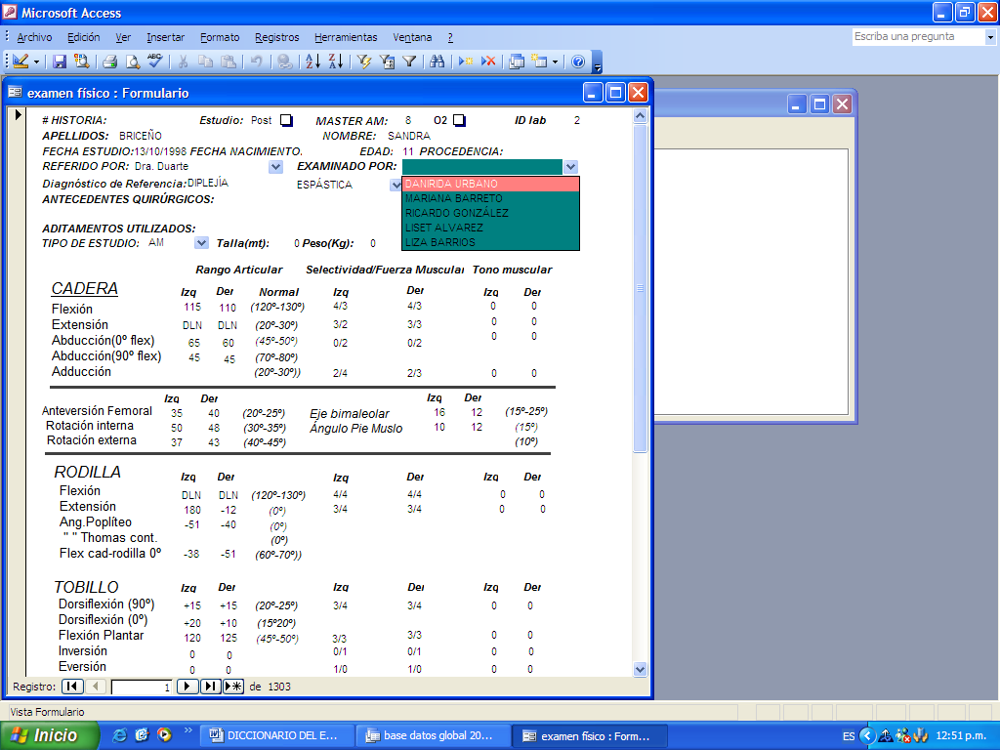 Microsoft Access
Archivo Edición Ver Insertar Formato Registros Herramientas Ventana ? Escriba una pregunta
examen físico : Formulario
# HISTORIA: Estudio: Post MASTER AM: 8 O2 ID lab 2
APELLIDOS: BRICEÑO NOMBRE: SANDRA
FECHA ESTUDIO: 13/10/1998 FECHA NACIMIENTO. EDAD: 11 PROCEDENCIA:
REFERIDO POR: Dra. Duarte EXAMINADO POR:
Diagnóstico de Referencia: DIPLEJÍA ESPÁSTICA DANIRIDA URBANO
ANTECEDENTES QUIRÚRGICOS: MARIANA BARRETO
RICARDO GONZÁLEZ
ADITAMENTOS UTILIZADOS: LISET ALVAREZ
TIPO DE ESTUDIO: AM Talla(mt): 0 Peso(Kg): 0 LIZA BARRIOS
Rango Articular Selectividad/Fuerza Muscular Tono muscular
CADERA Izq Der Normal Izq Der Izq Der
Flexión 115 110 (120º-130º) 4/3 4/3 0 0
Extensión DLN DLN (20º-30º) 3/2 3/3 0 0
Abducción(0º flex) 65 60 (45º-50º) 0/2 0/2 0 0
Abducción(90º flex) 45 45 (70º-80º)
Adducción (20º-30º)) 2/4 2/3 0 0
Izq Der Izq Der
Anteversión Femoral 35 40 (20º-25º) Eje bimaleolar 16 12 (15º-25º)
Rotación interna 50 48 (30º-35º) Ángulo Pie Muslo 10 12 (15º)
Rotación externa 37 43 (40º-45º) (10º)
RODILLA Izq Der Izq Der Izq Der
Flexión DLN DLN (120º-130º) 4/4 4/4 0 0
Extensión 180 -12 (0º) 3/4 3/4 0 0
Ang.Poplíteo -51 -40 (0º)
" " Thomas cont. (0º)
Flex cad-rodilla 0º -38 -51 (60º-70º))
TOBILLO Izq Der Izq Der Izq Der
Dorsiflexión (90º) +15 +15 (20º-25º) 3/4 3/4 0 0
Dorsiflexión (0º) +20 +10 (15º20º)
Flexión Plantar 120 125 (45º-50º) 3/3 3/3 0 0
Inversión 0 0 0/1 0/1 0 0
Eversión 0 0 1/0 1/0 0 0
Registro: 1 de 1303
Vista Formulario
Inicio DICCIONARIO DEL E... base datos global 20... examen físico : Form... ES 12:51 p.m.